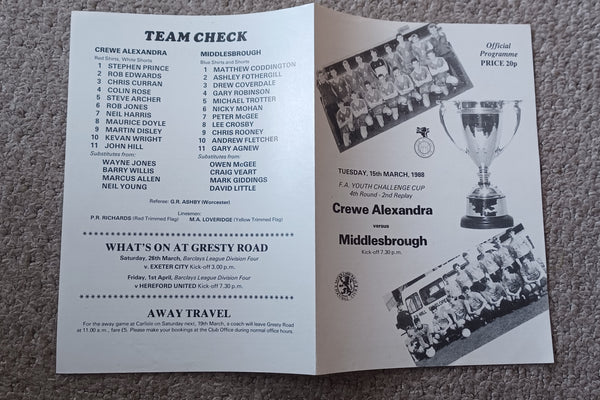 TEAM CHECK
CREWE ALEXANDRA
Red Shirts, White Shorts
1 STEPHEN PRINCE
2 ROB EDWARDS
3 CHRIS CURRAN
4 COLIN ROSE
5 STEVE ARCHER
6 ROB JONES
7 NEIL HARRIS
8 MAURICE DOYLE
9 MARTIN DISLEY
10 KEVAN WRIGHT
11 JOHN HILL
Substitutes from:
WAYNE JONES
BARRY WILLIS
MARCUS ALLEN
NEIL YOUNG
MIDDLESBROUGH
Blue Shirts and Shorts
1 MATTHEW CODDINGTON
2 ASHLEY FOTHERGILL
3 DREW COVERDALE
4 GARY ROBINSON
5 MICHAEL TROTTER
6 NICKY MOHAN
7 PETER McGEE
8 LEE CROSBY
9 CHRIS ROONEY
10 ANDREW FLETCHER
11 GARY AGNEW
Substitutes from:
OWEN McGEE
CRAIG VEART
MARK GIDDINGS
DAVID LITTLE
Referee: G.R. ASHBY (Worcester)
Linesmen:
P.R. RICHARDS (Red Trimmed Flag) M.A. LOVERIDGE (Yellow Trimmed Flag)
WHAT'S ON AT GRESTY ROAD
Saturday, 26th March, Barclays League Division Four
v. EXETER CITY Kick-off 3.00 p.m.
Friday, 1st April, Barclays League Division Four
v HEREFORD UNITED Kick-off 7.30 p.m.
AWAY TRAVEL
For the away game at Carlisle on Saturday next, 19th March, a coach will leave Gresty Road
at 11.00 a.m., fare £5. Please make your bookings at the Club Office during normal office hours.
Official
Programme
PRICE 20p
TUESDAY, 15th MARCH, 1988
F.A. YOUTH CHALLENGE CUP
4th Round - 2nd Replay
Crewe Alexandra
versus
Middlesbrough
Kick-off 7.30 p.m.